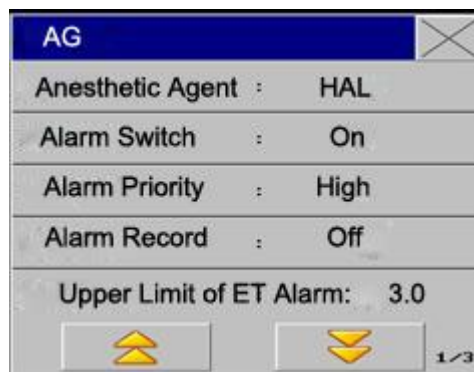 AG
Anesthetic Agent : HAL
Alarm Switch : On
Alarm Priority : High
Alarm Record : Off
Upper Limit of ET Alarm: 3.0
1/3